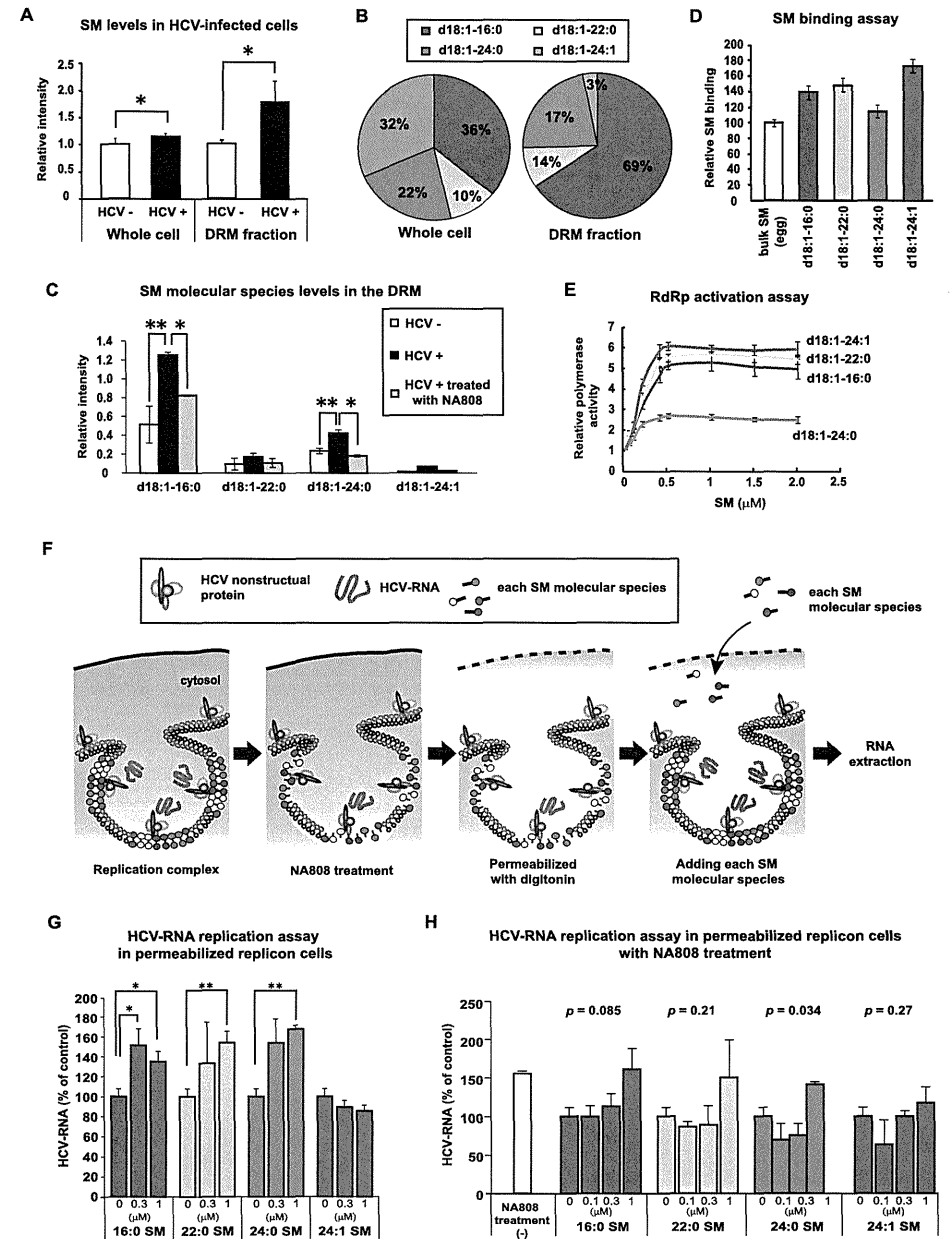 A
SM levels in HCV-infected cells
Relative intensity
2.5
2.0
1.5
1.0
0.5
0
*
*
HCV - HCV + HCV - HCV +
Whole cell DRM fraction
B
d18:1-16:0 d18:1-22:0
d18:1-24:0 d18:1-24:1
32%
36%
22%
10%
3%
17%
14%
69%
Whole cell DRM fraction
D
SM binding assay
Relative SM binding
200
180
160
140
120
100
80
60
40
20
0
bulk SM
(egg)
d18:1-16:0
d18:1-22:0
d18:1-24:0
d18:1-24:1
C
SM molecular species levels in the DRM
Relative intensity
1.4
1.2
1
0.8
0.6
0.4
0.2
0
** *
** *
HCV -
HCV +
HCV + treated
with NA808
d18:1-16:0 d18:1-22:0 d18:1-24:0 d18:1-24:1
E
RdRp activation assay
Relative polymerase
activity
7
6
5
4
3
2
1
0
0 0.5 1 1.5 2.0 2.5
SM (μM)
d18:1-24:1
d18:1-22:0
d18:1-16:0
d18:1-24:0
F
HCV nonstructual
protein
HCV-RNA
each SM molecular species
each SM
molecular species
cytosol
RNA
extraction
Replication complex
NA808 treatment
Permeabilized
with digitonin
Adding each SM
molecular species
G
HCV-RNA replication assay
in permeabilized replicon cells
HCV-RNA (% of control)
200
180
160
140
120
100
80
60
40
20
0
*
*
**
**
0 0.3 1 0 0.3 1 0 0.3 1 0 0.3 1
(μM) (μM) (μM) (μM)
16:0 SM 22:0 SM 24:0 SM 24:1 SM
H
HCV-RNA replication assay in permeabilized replicon cells
with NA808 treatment
HCV-RNA (% of control)
250
200
150
100
50
0
p = 0.085 p = 0.21 p = 0.034 p = 0.27
NA808
treatment
(-)
0 0.1 0.3 1 0 0.1 0.3 1 0 0.1 0.3 1 0 0.1 0.3 1
(μM) (μM) (μM) (μM)
16:0 SM 22:0 SM 24:0 SM 24:1 SM